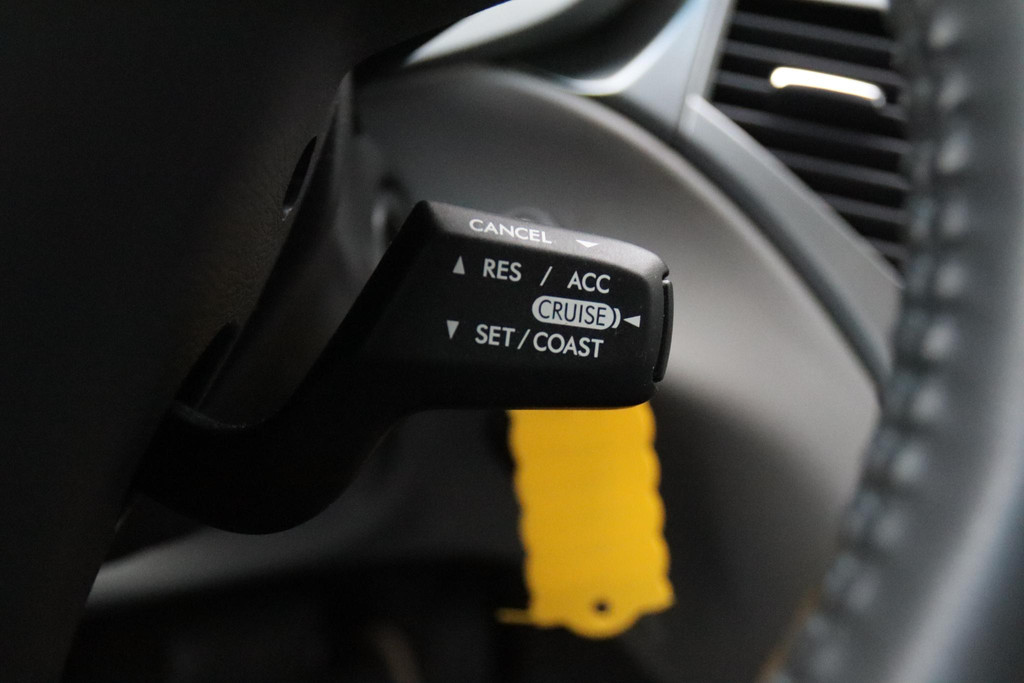 CANCEL ▼
▲ RES / ACC
CRUISE ◄
▼ SET / COAST